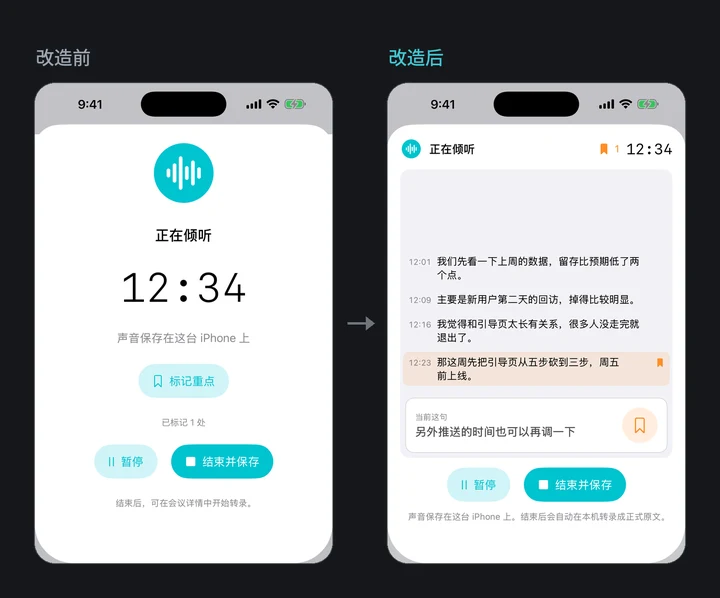 改造前
9:41
正在倾听
12:34
声音保存在这台 iPhone 上
标记重点
已标记 1 处
暂停
结束并保存
结束后，可在会议详情中开始转录。
改造后
9:41
正在倾听
1
12:34
12:01 我们先看一下上周的数据，留存比预期低了两
个点。
12:09 主要是新用户第二天的回访，掉得比较明显。
12:16 我觉得和引导页太长有关系，很多人没走完就
退出了。
12:23 那这周先把引导页从五步砍到三步，周五
前上线。
当前这句
另外推送的时间也可以再调一下
暂停
结束并保存
声音保存在这台 iPhone 上。结束后会自动在本机转录成正式原文。